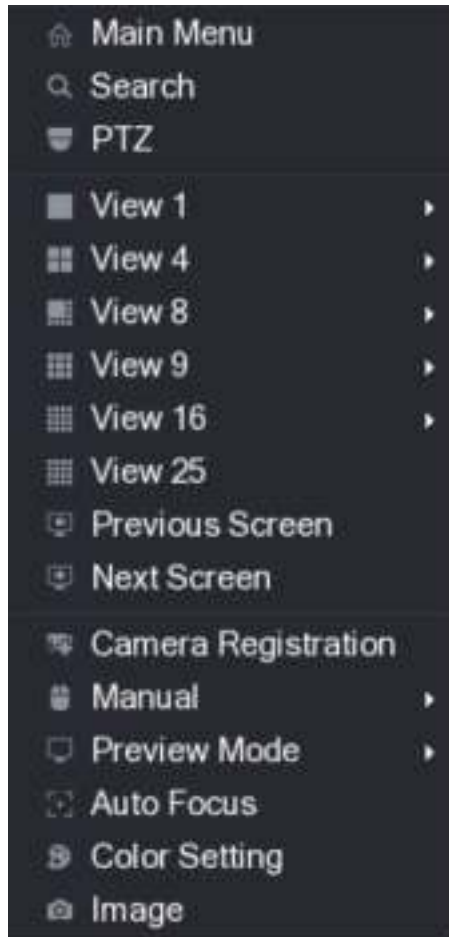 Main Menu
Search
PTZ
View 1
View 4
View 8
View 9
View 16
View 25
Previous Screen
Next Screen
Camera Registration
Manual
Preview Mode
Auto Focus
Color Setting
Image